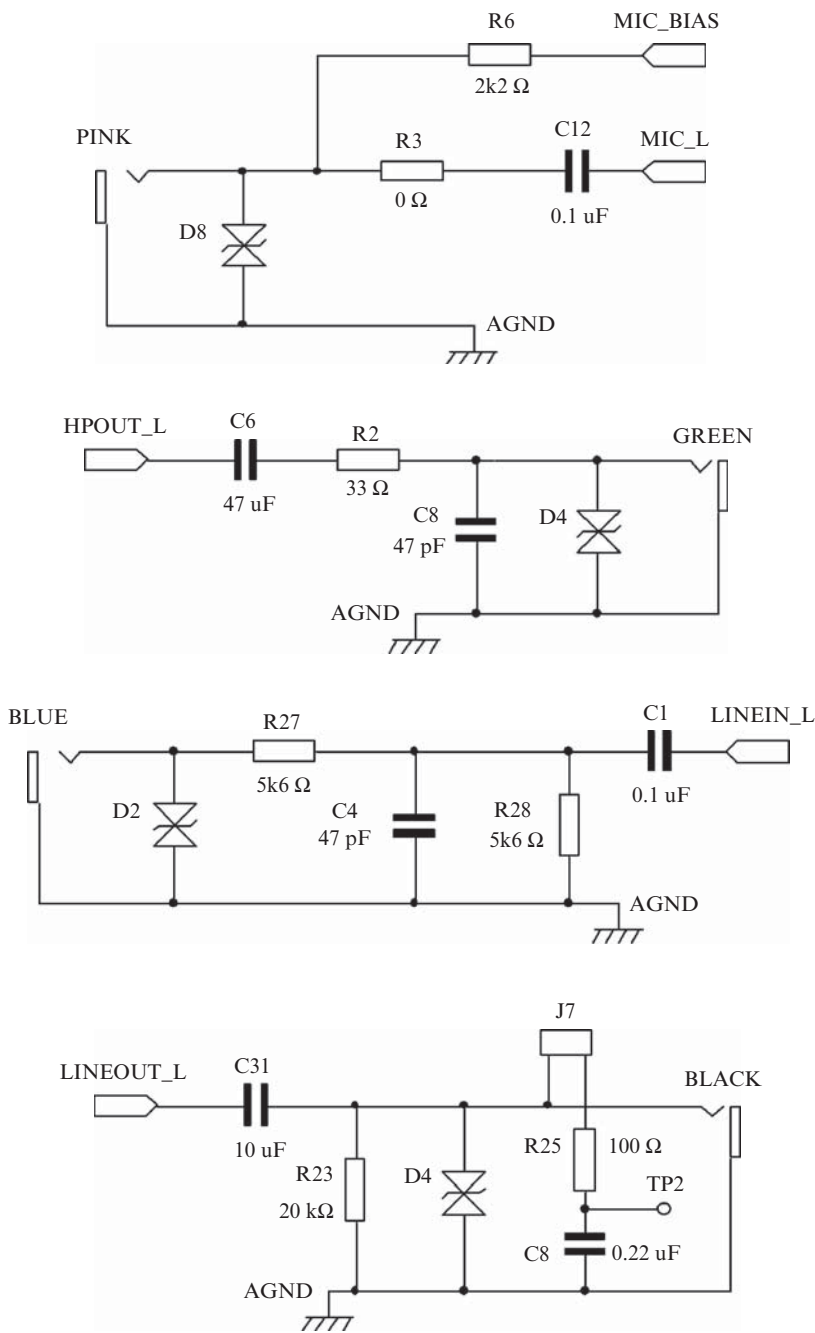 R6
MIC_BIAS
2k2 Ω
PINK
R3
C12
MIC_L
0 Ω
0.1 uF
D8
AGND
HPOUT_L
C6
R2
GREEN
47 uF
33 Ω
C8
47 pF
D4
AGND
BLUE
R27
C1
LINEIN_L
5k6 Ω
0.1 uF
D2
C4
47 pF
R28
5k6 Ω
AGND
J7
LINEOUT_L
C31
BLACK
10 uF
R23
20 kΩ
D4
R25
100 Ω
TP2
C8
0.22 uF
AGND